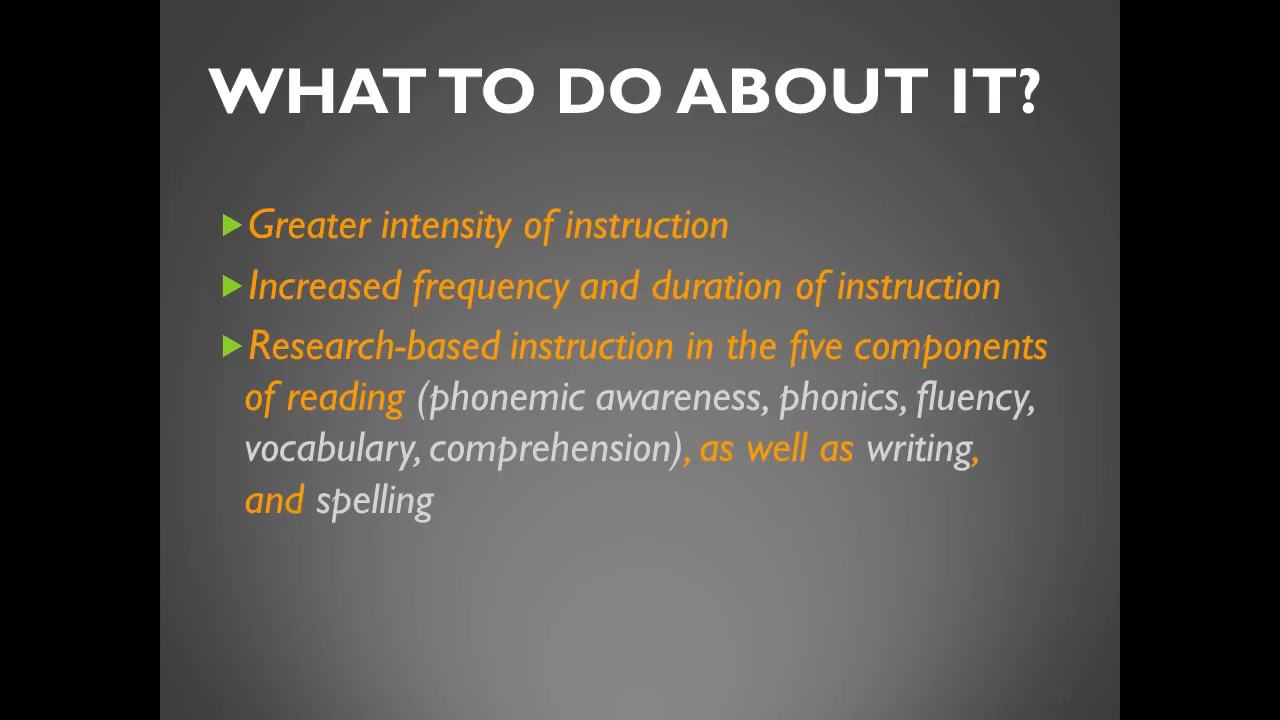 WHAT TO DO ABOUT IT?
Greater intensity of instruction
Increased frequency and duration of instruction
Research-based instruction in the five components
of reading (phonemic awareness, phonics, fluency,
vocabulary, comprehension), as well as writing,
and spelling